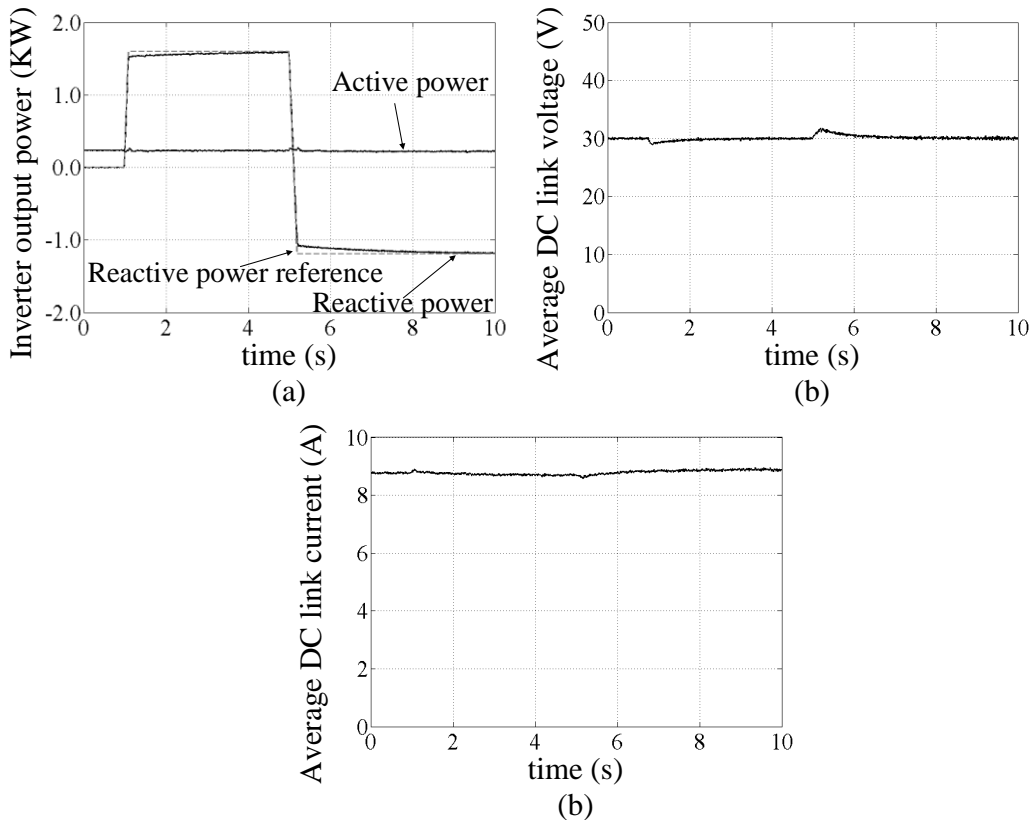 Inverter output power (KW)
2.0
1.0
0.0
-1.0
-2.0
Active power
Reactive power reference
Reactive power
0 2 4 6 8 10
time (s)
(a)
Average DC link voltage (V)
50
40
30
20
10
0
0 2 4 6 8 10
time (s)
(b)
Average DC link current (A)
10
8
6
4
2
0
0 2 4 6 8 10
time (s)
(b)